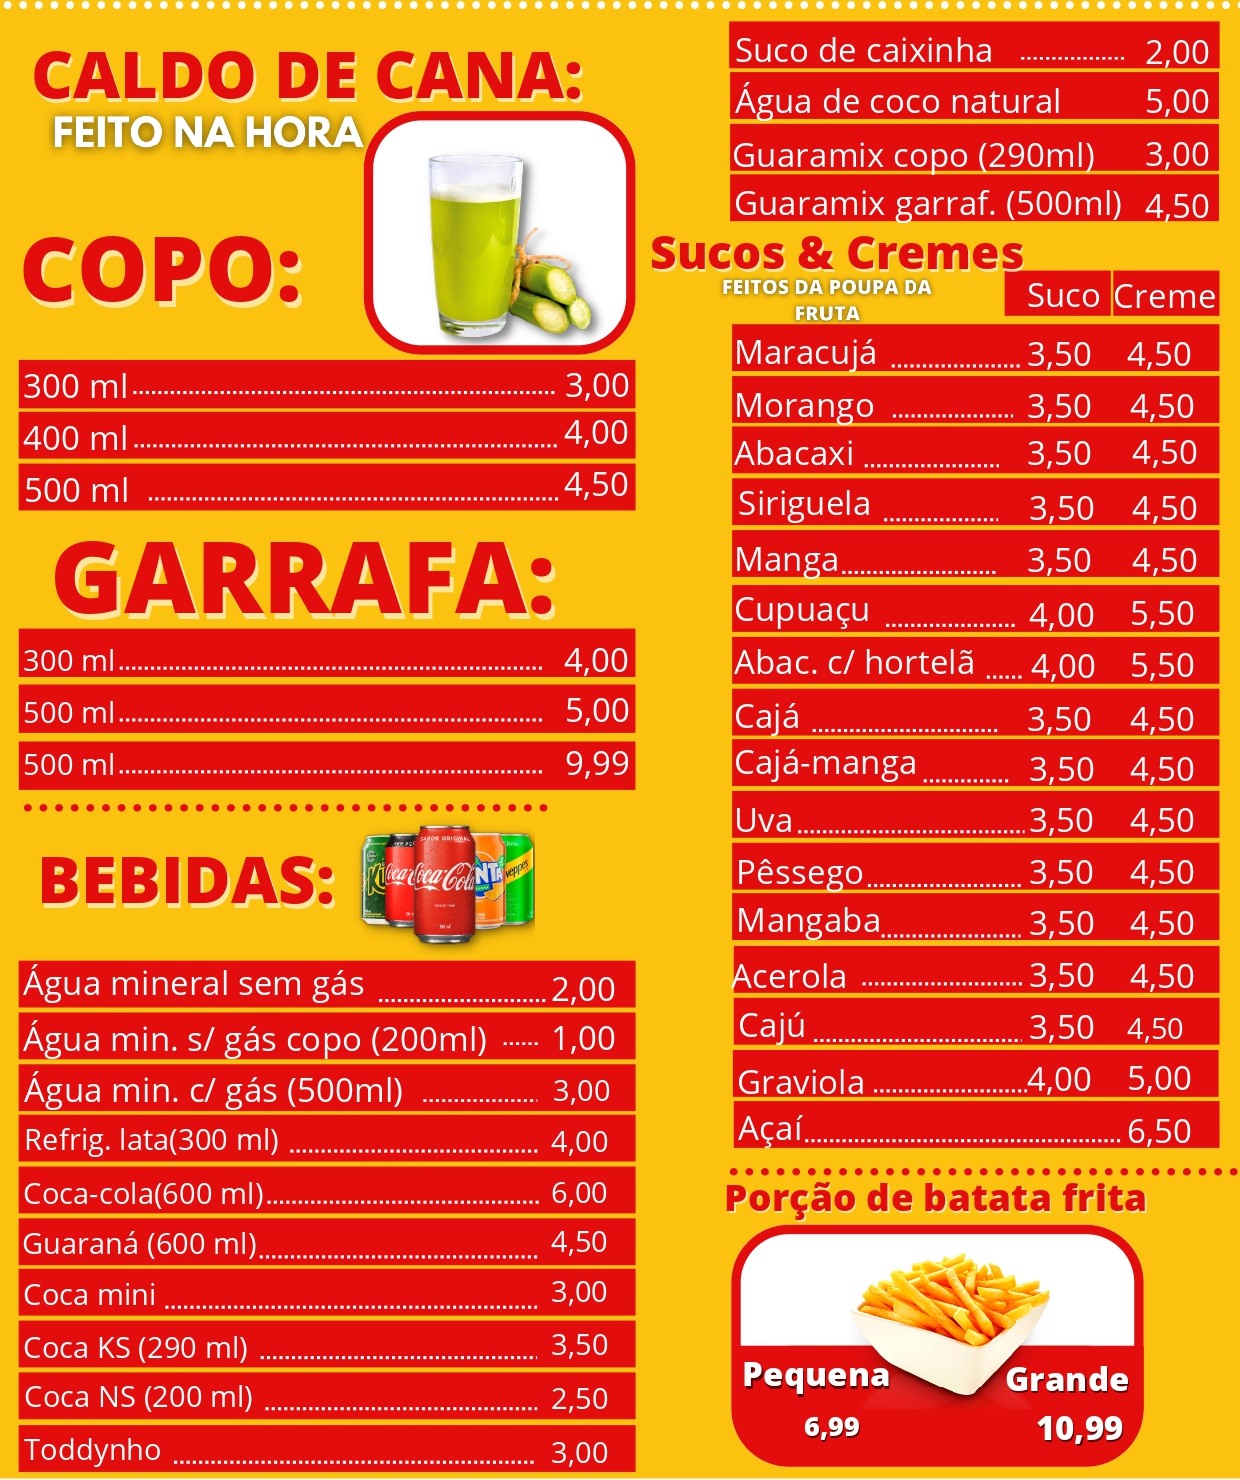 CALDO DE CANA:
FEITO NA HORA
COPO:
300 ml 3,00
400 ml 4,00
500 ml 4,50
GARRAFA:
300 ml 4,00
500 ml 5,00
500 ml 9,99
BEBIDAS:
SABOR ORIGINAL
Coca-Cola
Coca-Cola
Água mineral sem gás 2,00
Água min. s/ gás copo (200ml) 1,00
Água min. c/ gás (500ml) 3,00
Refrig. lata(300 ml) 4,00
Coca-cola(600 ml) 6,00
Guaraná (600 ml) 4,50
Coca mini 3,00
Coca KS (290 ml) 3,50
Coca NS (200 ml) 2,50
Toddynho 3,00
Suco de caixinha 2,00
Água de coco natural 5,00
Guaramix copo (290ml) 3,00
Guaramix garraf. (500ml) 4,50
Sucos & Cremes
FEITOS DA POUPA DA
FRUTA
Suco Creme
Maracujá 3,50 4,50
Morango 3,50 4,50
Abacaxi 3,50 4,50
Siriguela 3,50 4,50
Manga 3,50 4,50
Cupuaçu 4,00 5,50
Abac. c/ hortelã 4,00 5,50
Cajá 3,50 4,50
Cajá-manga 3,50 4,50
Uva 3,50 4,50
Pêssego 3,50 4,50
Mangaba 3,50 4,50
Acerola 3,50 4,50
Cajú 3,50 4,50
Graviola 4,00 5,00
Açaí 6,50
Porção de batata frita
Pequena Grande
6,99 10,99